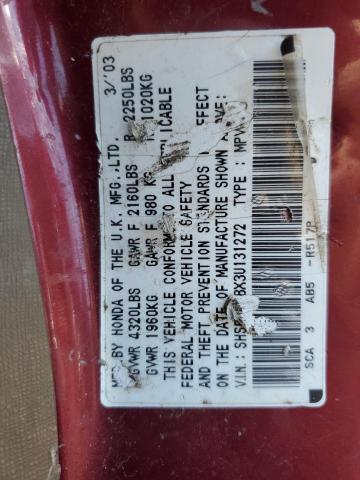 MFD BY HONDA OF THE U.K. MFG.,LTD. 3/'03
GVWR 4320LBS GAWR F 2160LBS R 2250LBS
GVWR 1960KG GAWR F 980 KG 1020KG
THIS VEHICLE CONFORMS TO ALL APPLICABLE
FEDERAL MOTOR VEHICLE SAFETY
AND THEFT PREVENTION STANDARDS EFFECT
ON THE DATE OF MANUFACTURE SHOWN ABOVE:
V.I.N.: 3U131272 TYPE : MPV
SCA 3 AB5 -R517P